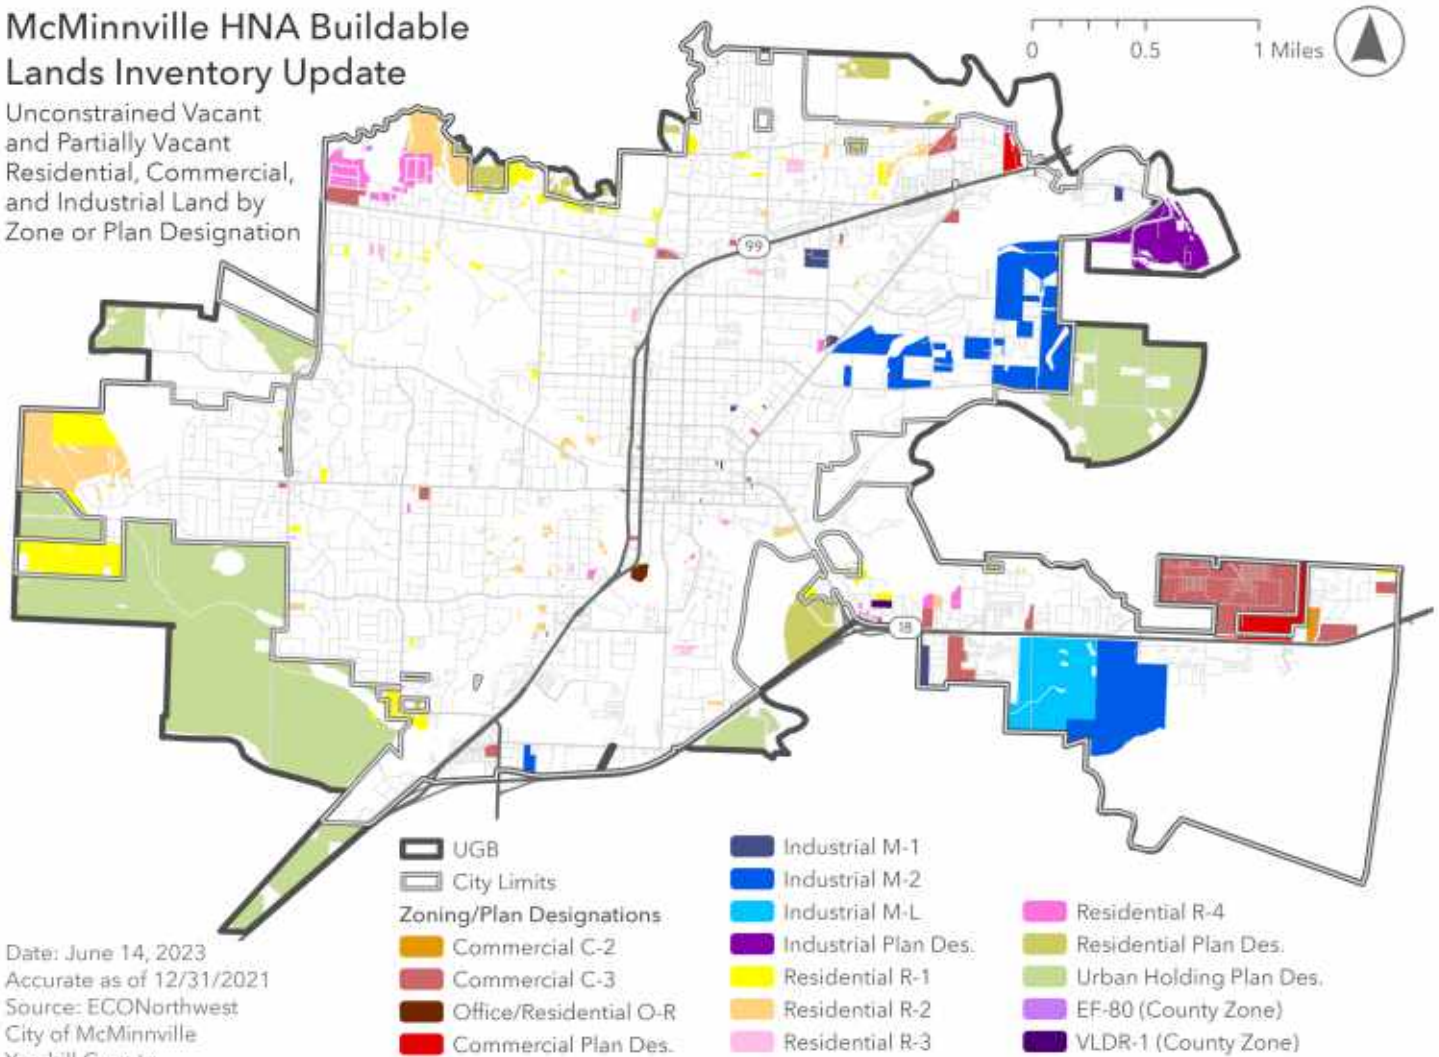 McMinnville HNA Buildable
Lands Inventory Update
Unconstrained Vacant
and Partially Vacant
Residential, Commercial,
and Industrial Land by
Zone or Plan Designation
0 0.5 1 Miles
99
18
UGB
City Limits
Zoning/Plan Designations
Commercial C-2
Commercial C-3
Office/Residential O-R
Commercial Plan Des.
Industrial M-1
Industrial M-2
Industrial M-L
Industrial Plan Des.
Residential R-1
Residential R-2
Residential R-3
Residential R-4
Residential Plan Des.
Urban Holding Plan Des.
EF-80 (County Zone)
VLDR-1 (County Zone)
Date: June 14, 2023
Accurate as of 12/31/2021
Source: ECONorthwest
City of McMinnville